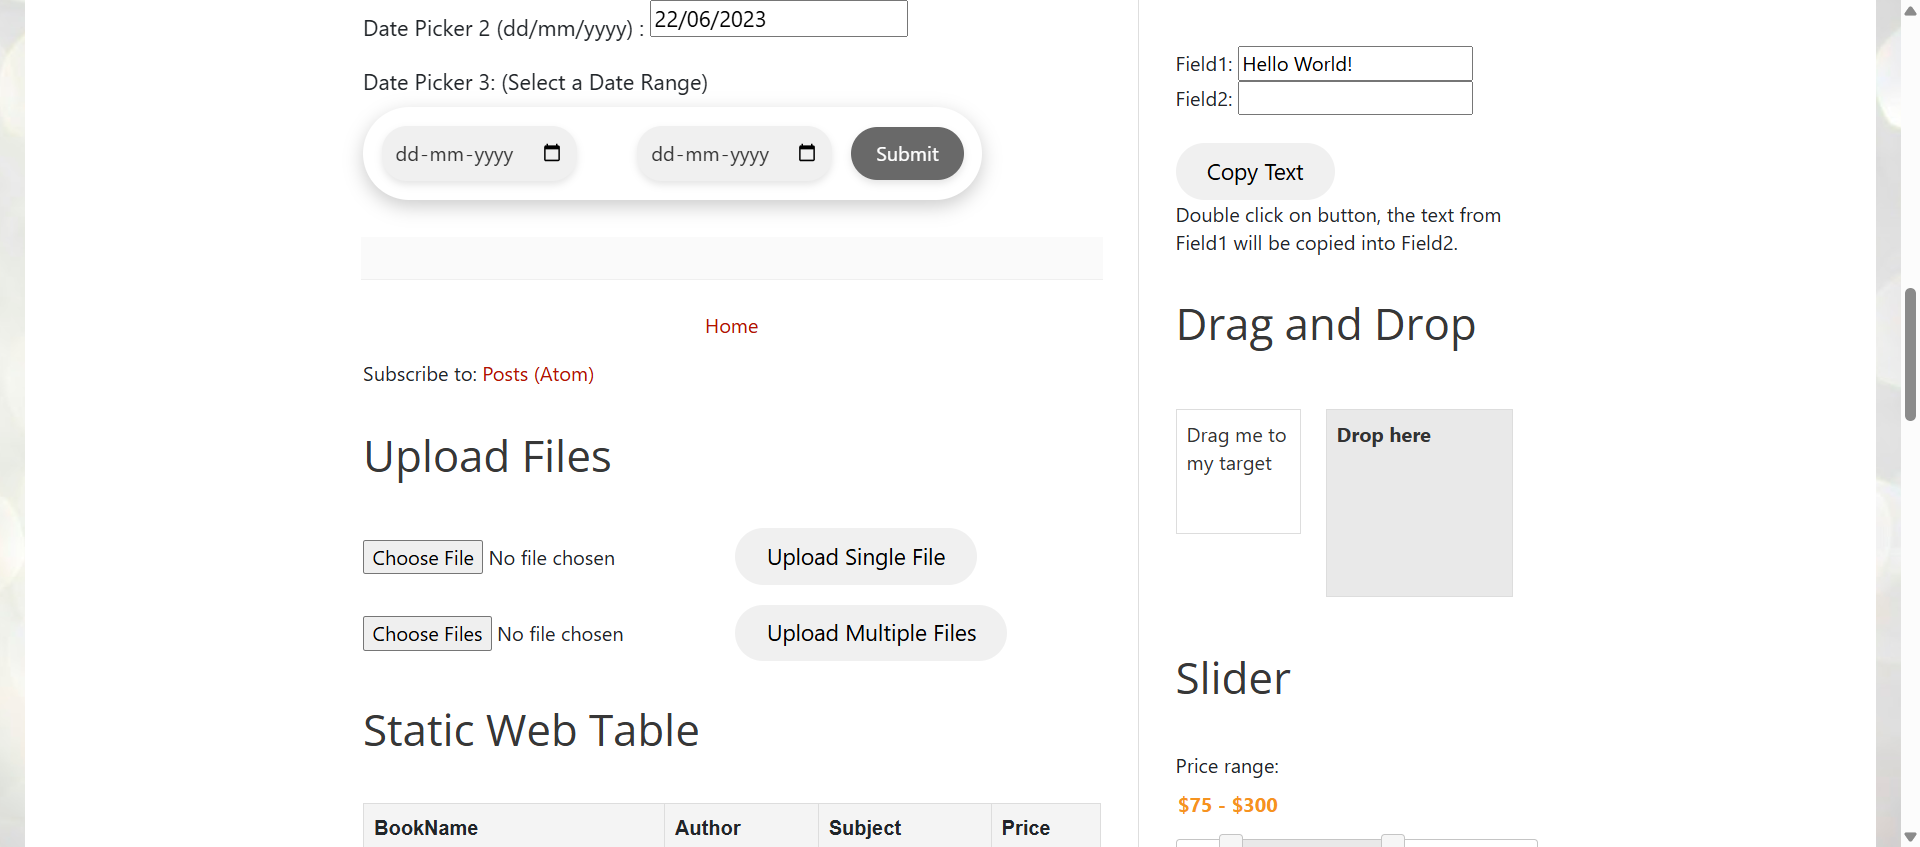 Date Picker 2 (dd/mm/yyyy) : 22/06/2023
Date Picker 3: (Select a Date Range)
dd-mm-yyyy dd-mm-yyyy Submit
Home
Subscribe to: Posts (Atom)
Upload Files
Choose File No file chosen Upload Single File
Choose Files No file chosen Upload Multiple Files
Static Web Table
BookName Author Subject Price
Field1: Hello World!
Field2:
Copy Text
Double click on button, the text from
Field1 will be copied into Field2.
Drag and Drop
Drag me to
my target
Drop here
Slider
Price range:
$75 - $300